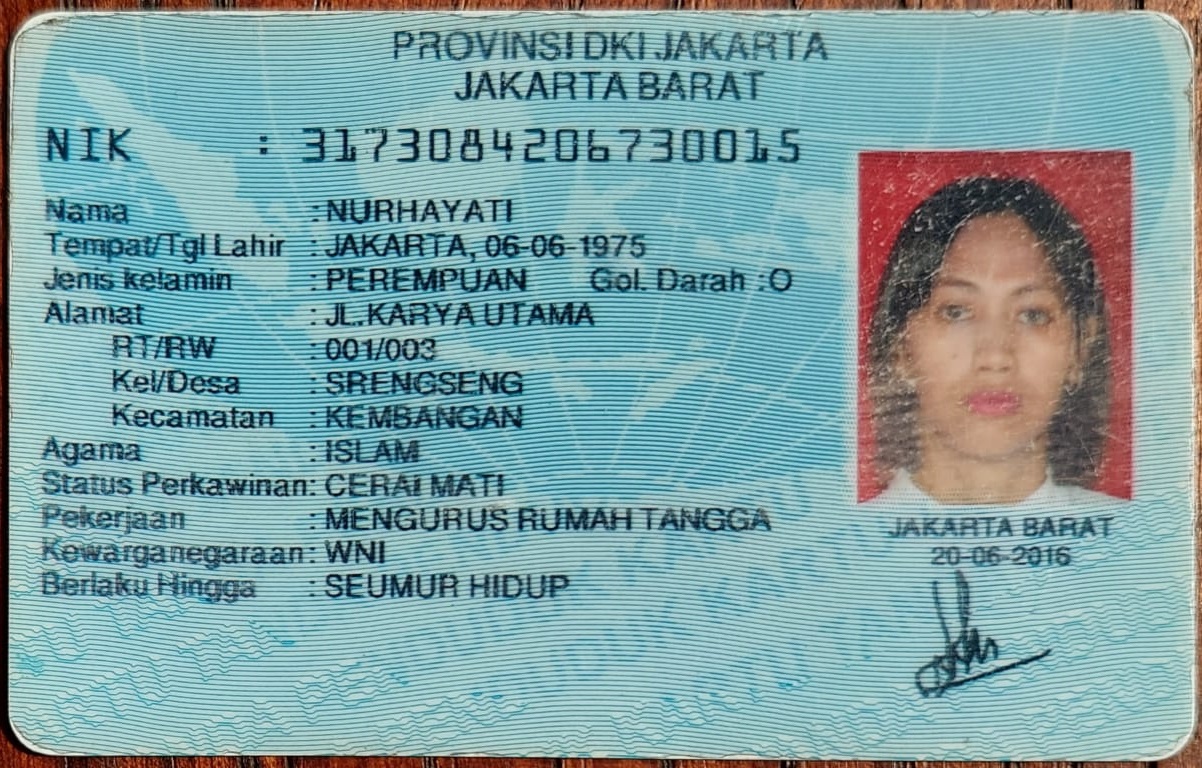 PROVINSI DKI JAKARTA
JAKARTA BARAT
NIK : 3173084206730015
Nama : NURHAYATI
Tempat/Tgl Lahir : JAKARTA, 06-06-1975
Jenis kelamin : PEREMPUAN Gol. Darah : O
Alamat : JL.KARYA UTAMA
RT/RW : 001/003
Kel/Desa : SRENGSENG
Kecamatan : KEMBANGAN
Agama : ISLAM
Status Perkawinan: CERAI MATI
Pekerjaan : MENGURUS RUMAH TANGGA
Kewarganegaraan: WNI
Berlaku Hingga : SEUMUR HIDUP
JAKARTA BARAT
20-06-2016